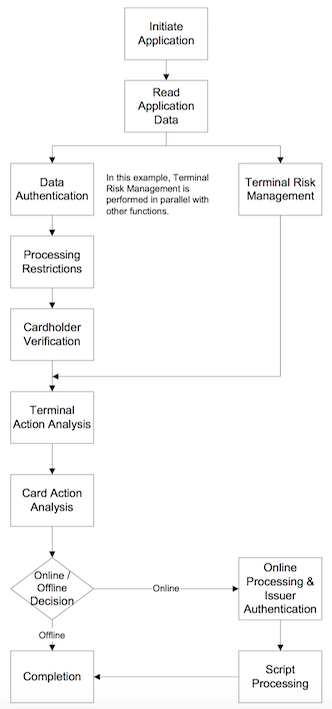 Initiate
Application
Read
Application
Data
Data
Authentication
In this example, Terminal
Risk Management is
performed in parallel with
other functions.
Terminal Risk
Management
Processing
Restrictions
Cardholder
Verification
Terminal
Action Analysis
Card Action
Analysis
Online /
Offline
Decision
Online
Online
Processing &
Issuer
Authentication
Offline
Completion
Script
Processing